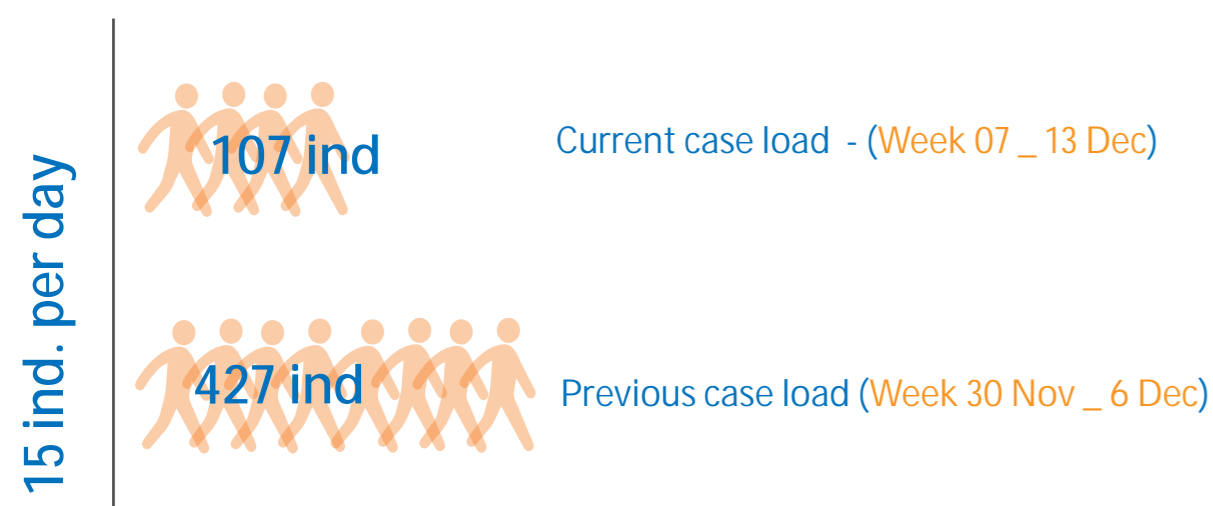 15 ind. per day
107 ind
Current case load - (Week 07 _ 13 Dec)
427 ind
Previous case load (Week 30 Nov _ 6 Dec)